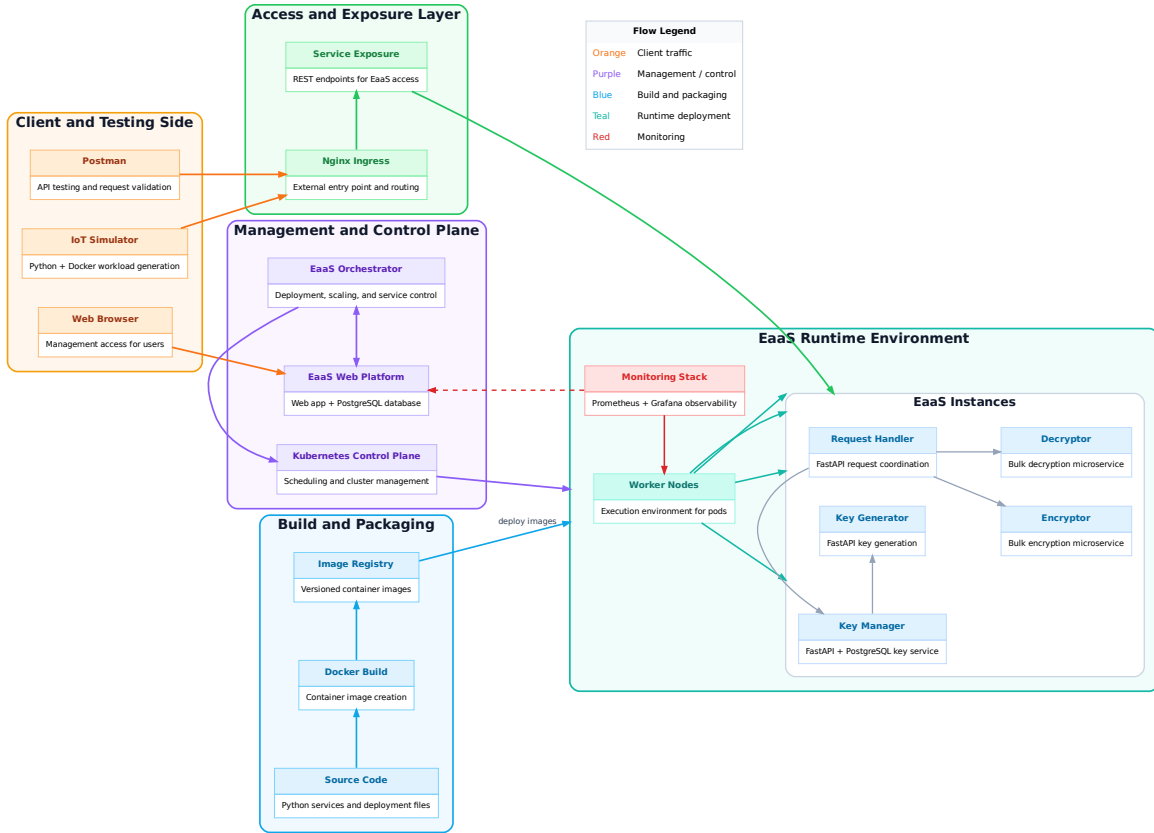 Access and Exposure Layer
Service Exposure
REST endpoints for EaaS access
Nginx Ingress
External entry point and routing
Flow Legend
Orange Client traffic
Purple Management / control
Blue Build and packaging
Teal Runtime deployment
Red Monitoring
Client and Testing Side
Postman
API testing and request validation
IoT Simulator
Python + Docker workload generation
Web Browser
Management access for users
Management and Control Plane
EaaS Orchestrator
Deployment, scaling, and service control
EaaS Web Platform
Web app + PostgreSQL database
Kubernetes Control Plane
Scheduling and cluster management
Build and Packaging
deploy images
Image Registry
Versioned container images
Docker Build
Container image creation
Source Code
Python services and deployment files
EaaS Runtime Environment
Monitoring Stack
Prometheus + Grafana observability
Worker Nodes
Execution environment for pods
EaaS Instances
Request Handler
FastAPI request coordination
Decryptor
Bulk decryption microservice
Key Generator
FastAPI key generation
Encryptor
Bulk encryption microservice
Key Manager
FastAPI + PostgreSQL key service